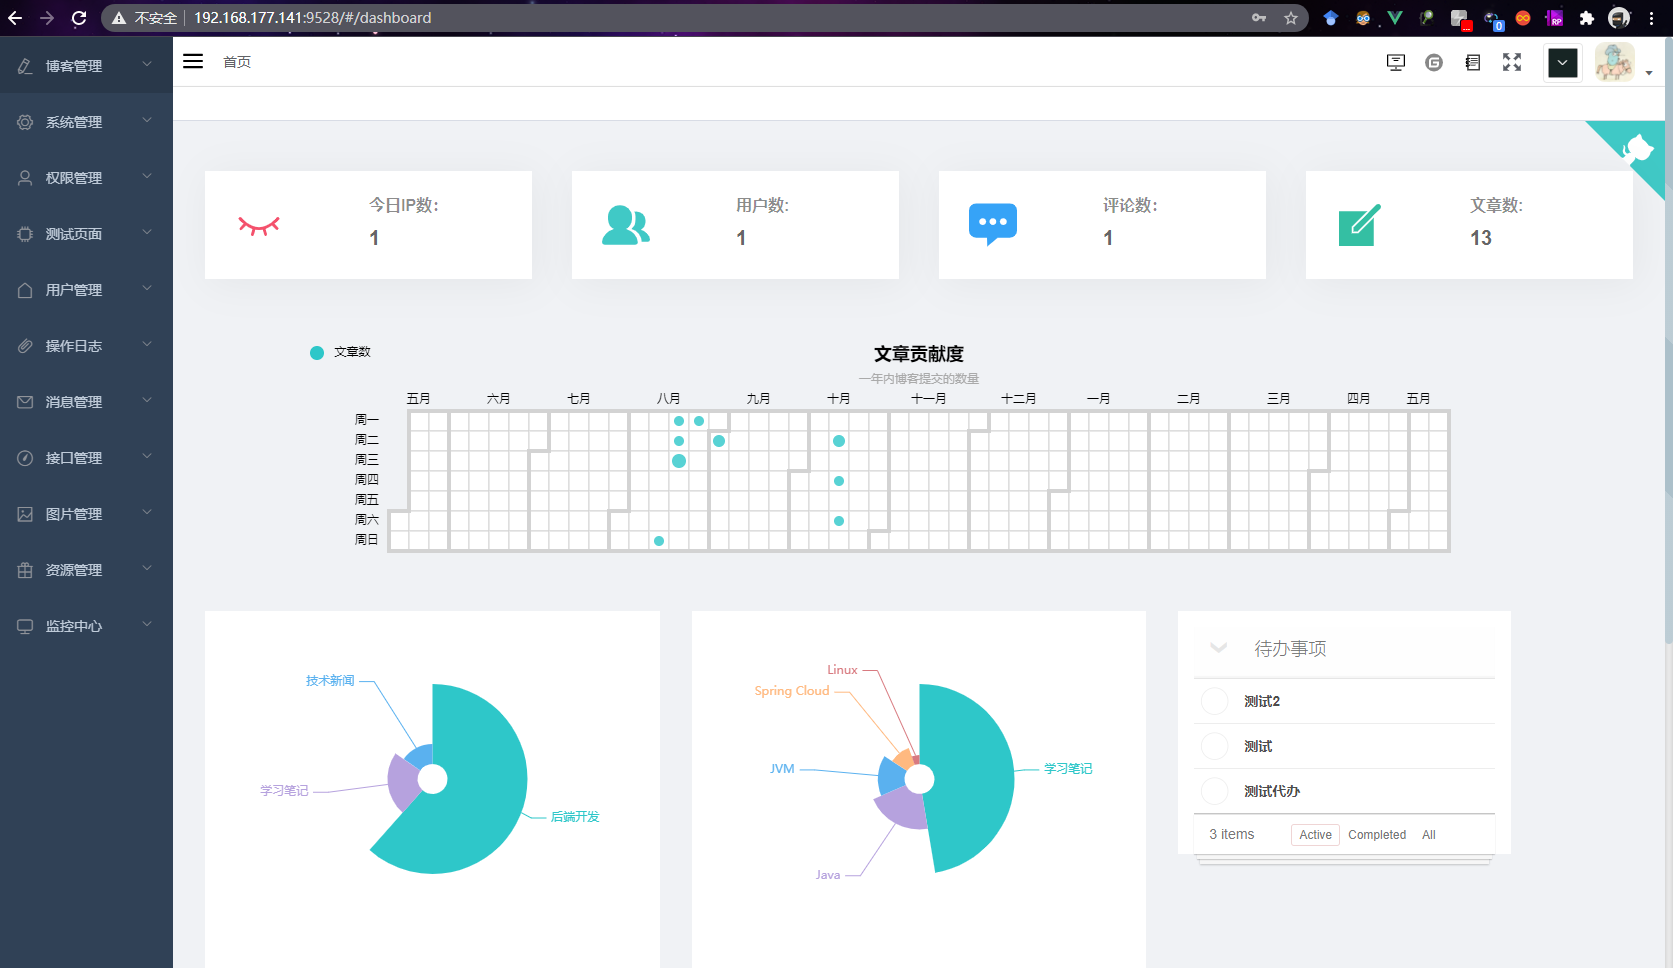 不安全 192.168.177.141:9528/#/dashboard
0
RP
博客管理
系统管理
权限管理
测试页面
用户管理
操作日志
消息管理
接口管理
图片管理
资源管理
监控中心
首页
今日IP数:
1
用户数:
1
评论数:
1
文章数:
13
文章数
文章贡献度
一年内博客提交的数量
五月 六月 七月 八月 九月 十月 十一月 十二月 一月 二月 三月 四月 五月
周一
周二
周三
周四
周五
周六
周日
技术新闻
学习笔记
后端开发
Linux
Spring Cloud
JVM
学习笔记
Java
待办事项
测试2
测试
测试代办
3 items Active Completed All